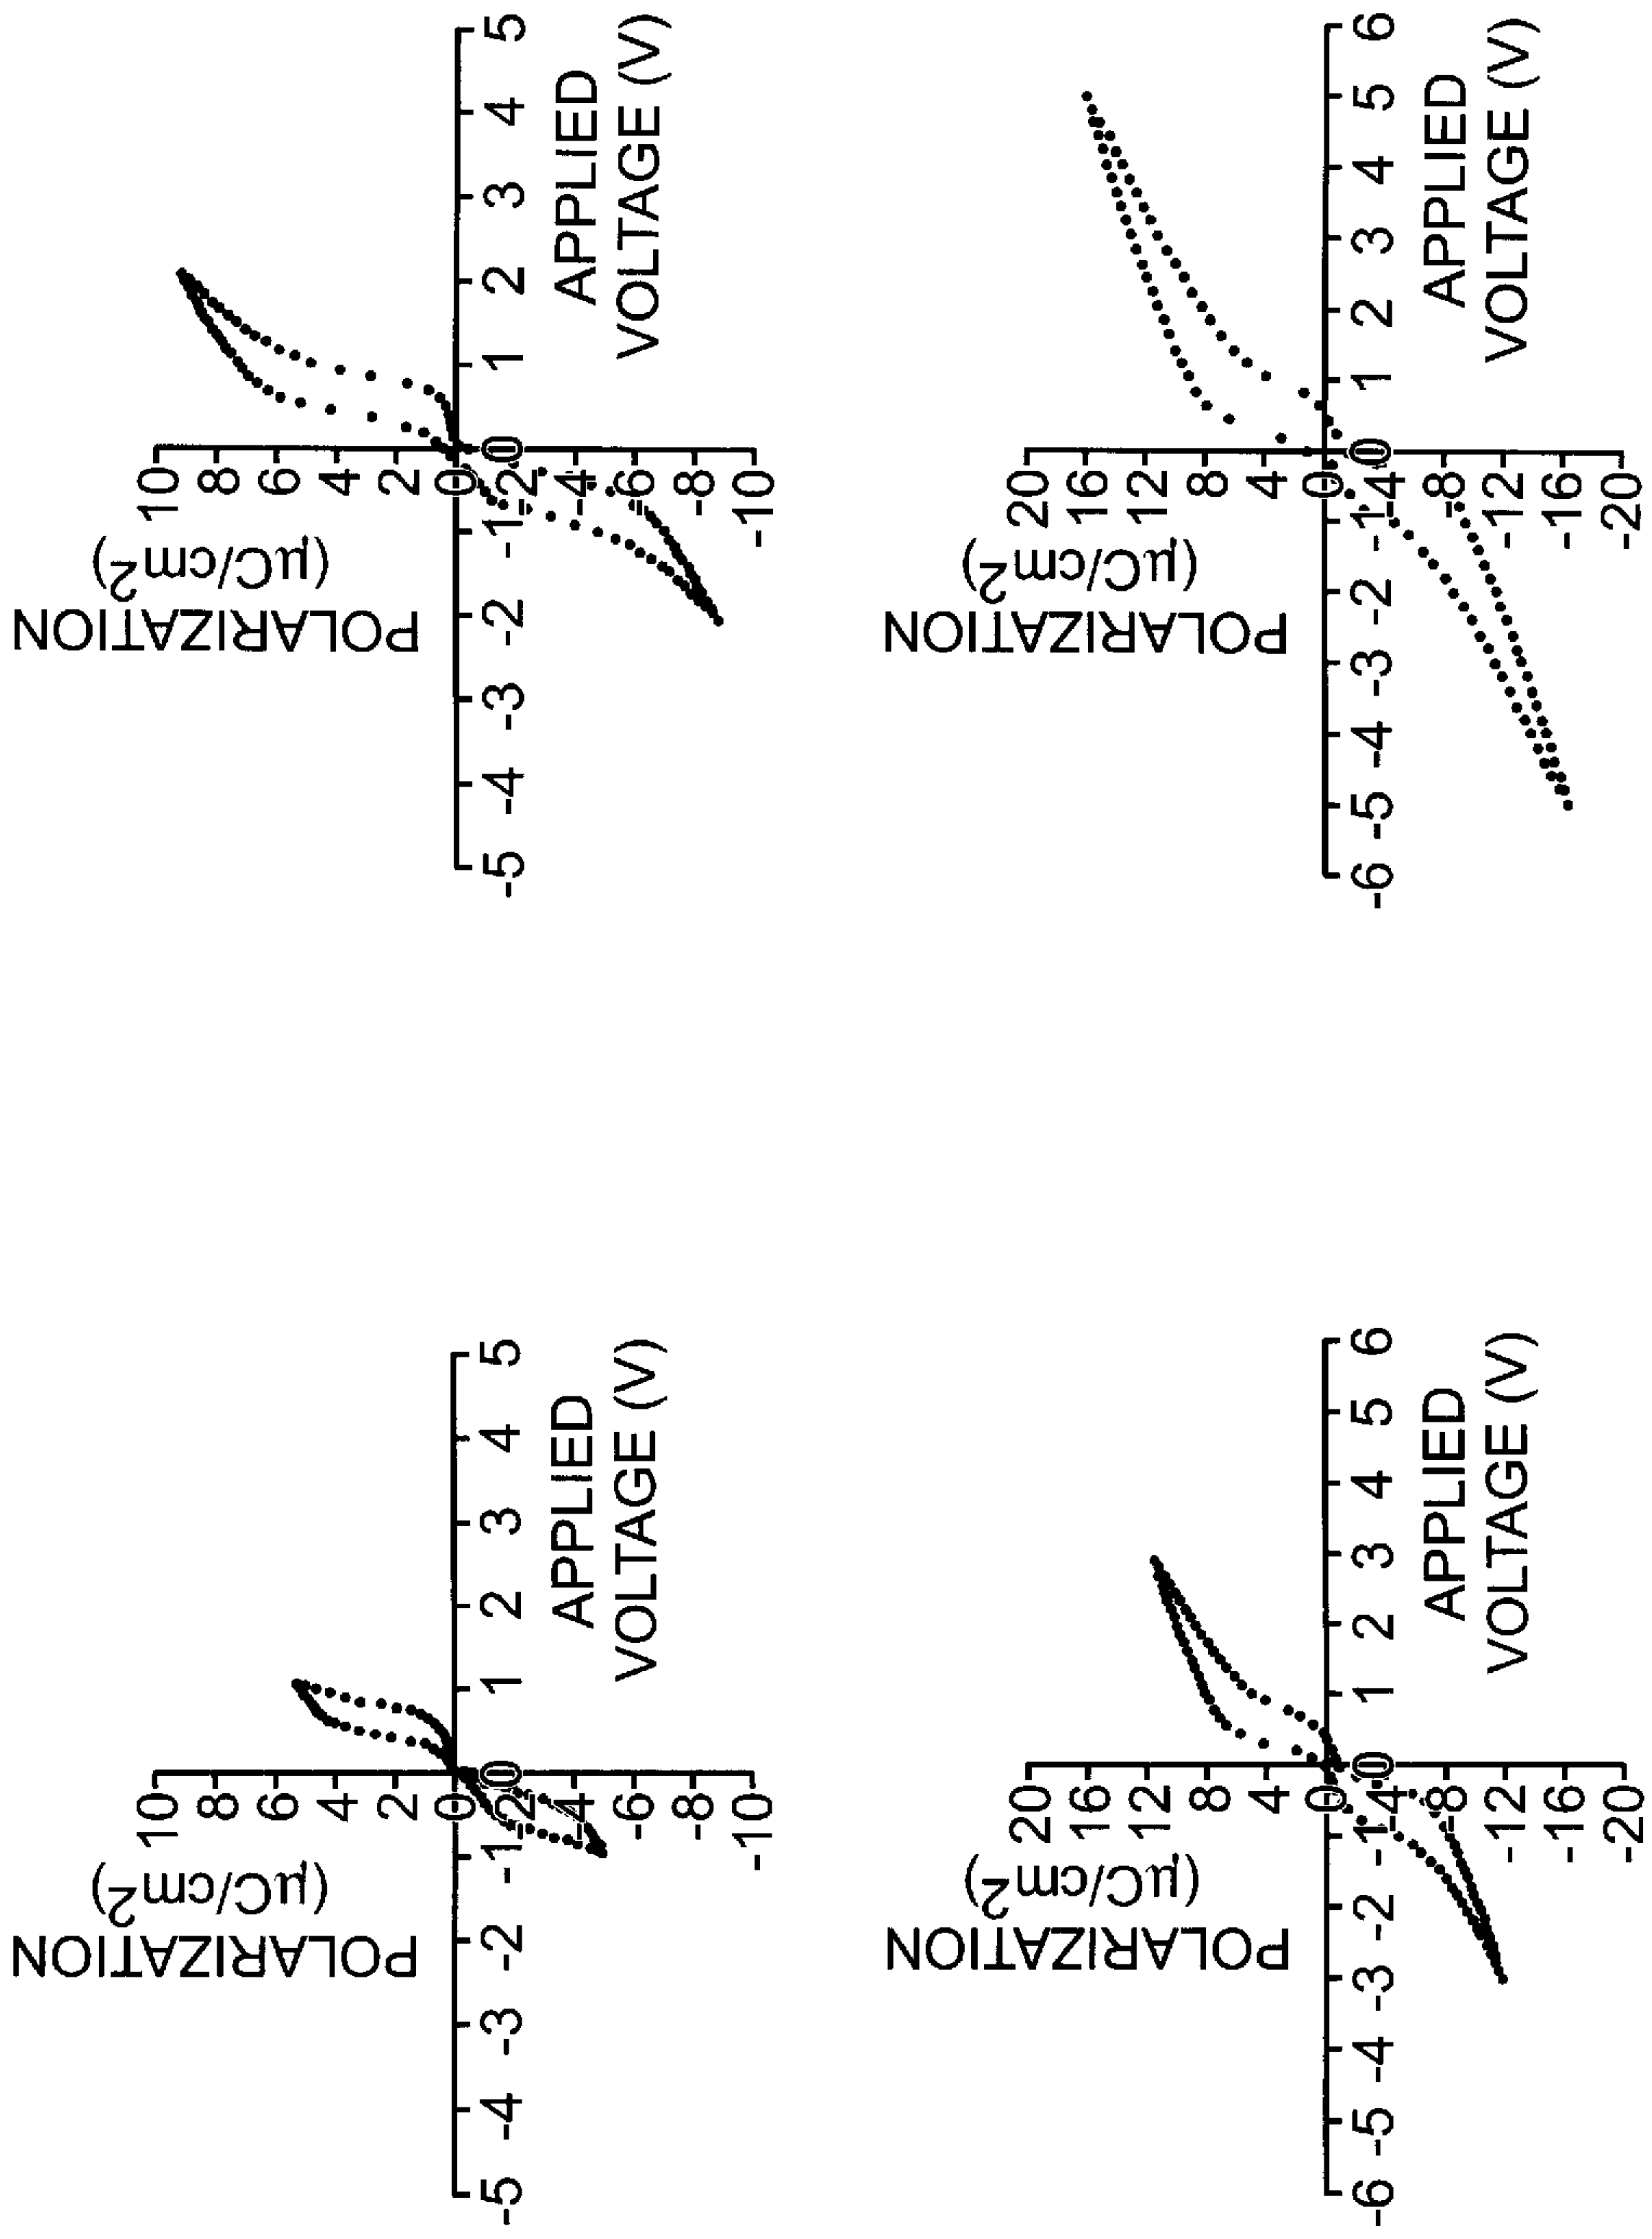 POLARIZATION
(μC/cm2)
10
8
6
4
2
0
-2
-4
-6
-8
-10
-5 -4 -3 -2 -1 0 1 2 3 4 5
APPLIED
VOLTAGE (V)
POLARIZATION
(μC/cm2)
10
8
6
4
2
0
-2
-4
-6
-8
-10
-5 -4 -3 -2 -1 0 1 2 3 4 5
APPLIED
VOLTAGE (V)
POLARIZATION
(μC/cm2)
20
16
12
8
4
0
-4
-8
-12
-16
-20
-6 -5 -4 -3 -2 -1 0 1 2 3 4 5 6
APPLIED
VOLTAGE (V)
POLARIZATION
(μC/cm2)
20
16
12
8
4
0
-4
-8
-12
-16
-20
-6 -5 -4 -3 -2 -1 0 1 2 3 4 5 6
APPLIED
VOLTAGE (V)